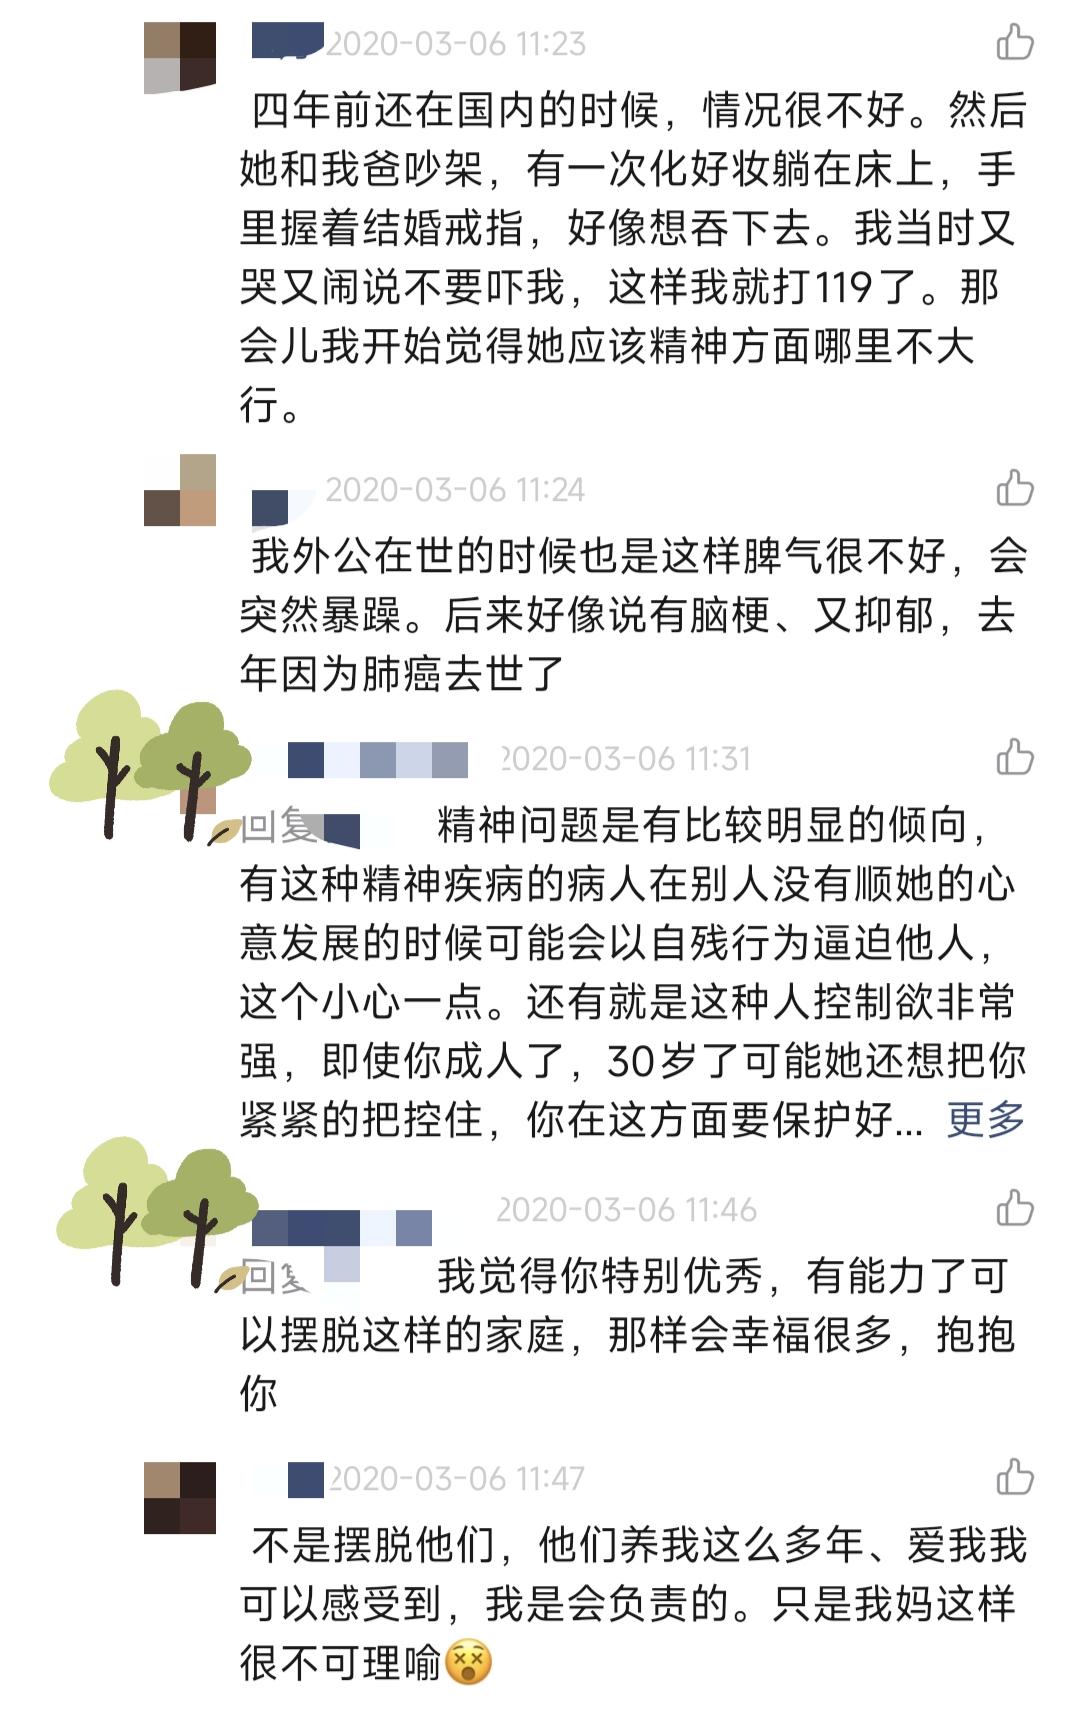 2020-03-06 11:23
四年前还在国内的时候，情况很不好。然后
她和我爸吵架，有一次化好妆躺在床上，手
里握着结婚戒指，好像想吞下去。我当时又
哭又闹说不要吓我，这样我就打119了。那
会儿我开始觉得她应该精神方面哪里不大
行。
2020-03-06 11:24
我外公在世的时候也是这样脾气很不好，会
突然暴躁。后来好像说有脑梗、又抑郁，去
年因为肺癌去世了
2020-03-06 11:31
回复 精神问题是有比较明显的倾向，
有这种精神疾病的病人在别人没有顺她的心
意发展的时候可能会以自残行为逼迫他人，
这个小心一点。还有就是这种人控制欲非常
强，即使你成人了，30岁了可能她还想把你
紧紧的把控住，你在这方面要保护好... 更多
2020-03-06 11:46
回复 我觉得你特别优秀，有能力了可
以摆脱这样的家庭，那样会幸福很多，抱抱
你
2020-03-06 11:47
不是摆脱他们，他们养我这么多年、爱我我
可以感受到，我是会负责的。只是我妈这样
很不可理喻😵